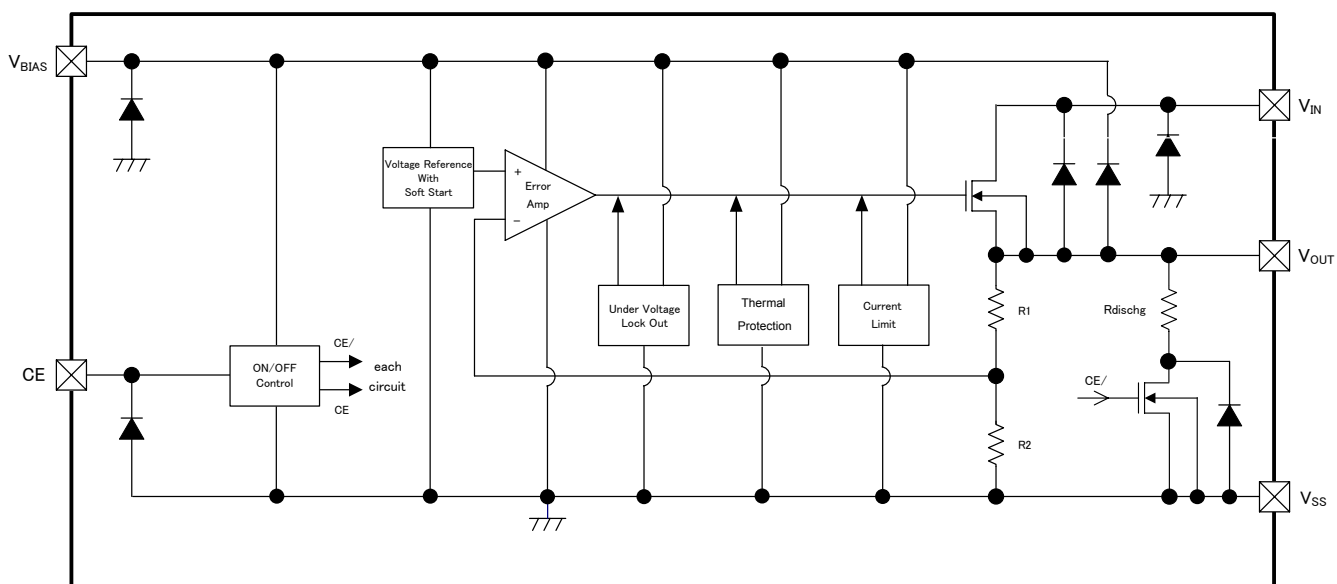 VBIAS
VIN
Voltage Reference
With
Soft Start
+
Error
Amp
−
VOUT
Under Voltage
Lock Out
Thermal
Protection
Current
Limit
R1
Rdischg
CE
ON/OFF
Control
CE/
each
circuit
CE
CE/
R2
VSS